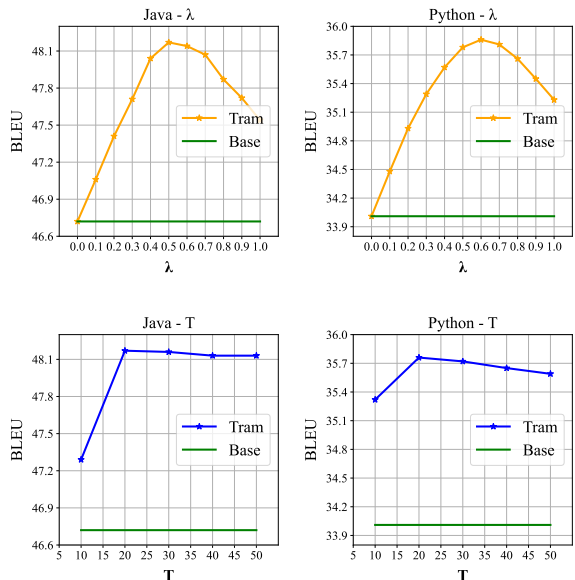 Java - λ
BLEU
48.1
47.8
47.5
47.2
46.9
46.6
Tram
Base
0.0 0.1 0.2 0.3 0.4 0.5 0.6 0.7 0.8 0.9 1.0
λ
Python - λ
BLEU
36.0
35.7
35.4
35.1
34.8
34.5
34.2
33.9
Tram
Base
0.0 0.1 0.2 0.3 0.4 0.5 0.6 0.7 0.8 0.9 1.0
λ
Java - T
BLEU
48.1
47.8
47.5
47.2
46.9
46.6
Tram
Base
5 10 15 20 25 30 35 40 45 50
T
Python - T
BLEU
36.0
35.7
35.4
35.1
34.8
34.5
34.2
33.9
Tram
Base
5 10 15 20 25 30 35 40 45 50
T